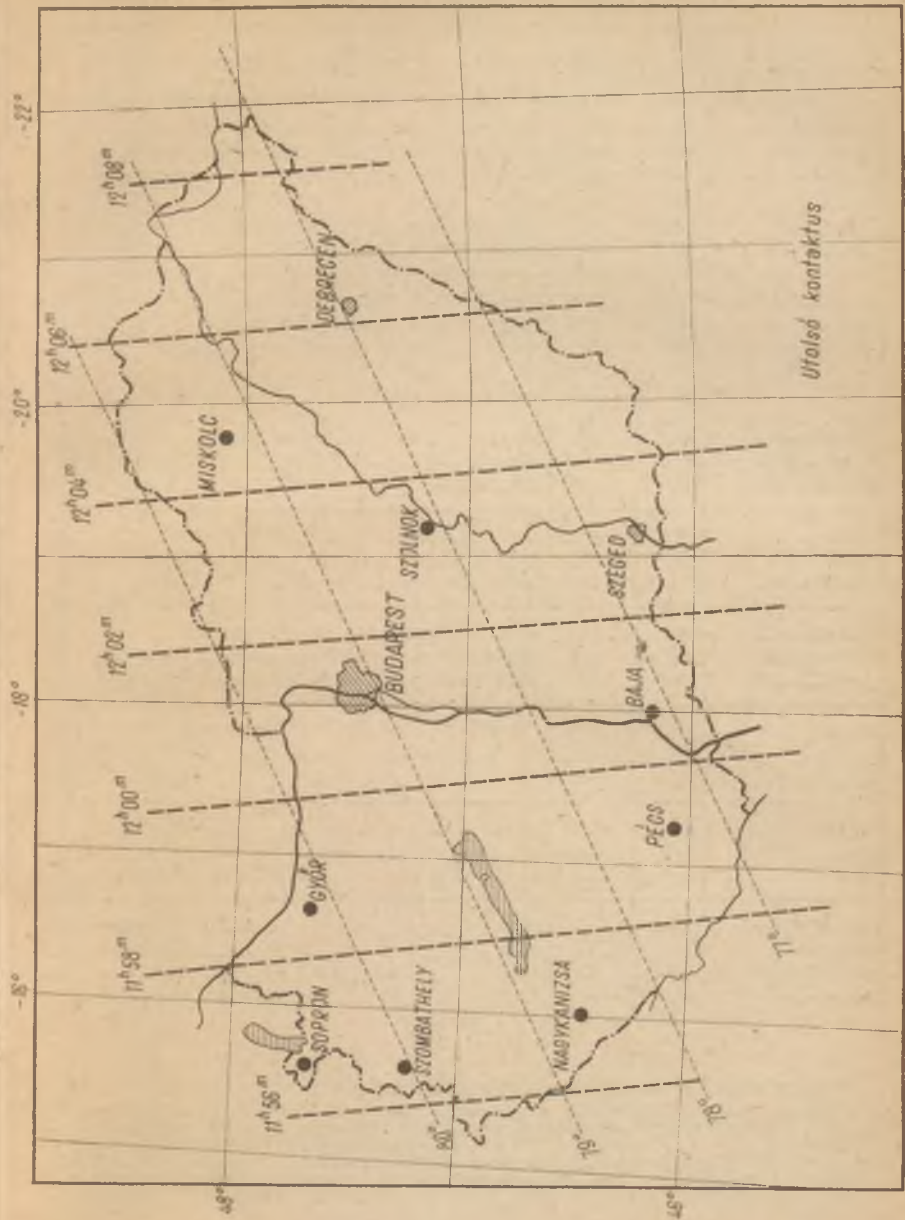 -16°
-18°
-20°
-22°
11ʰ56ᵐ
11ʰ58ᵐ
12ʰ00ᵐ
12ʰ02ᵐ
12ʰ04ᵐ
12ʰ06ᵐ
12ʰ08ᵐ
48°
SOPRON
GYŐR
MISKOLC
SZOMBATHELY
BUDAPEST
DEBRECEN
SZOLNOK
NAGYKANIZSA
80°
79°
78°
77°
46°
PÉCS
BAJA
SZEGED
Utolsó kontaktus